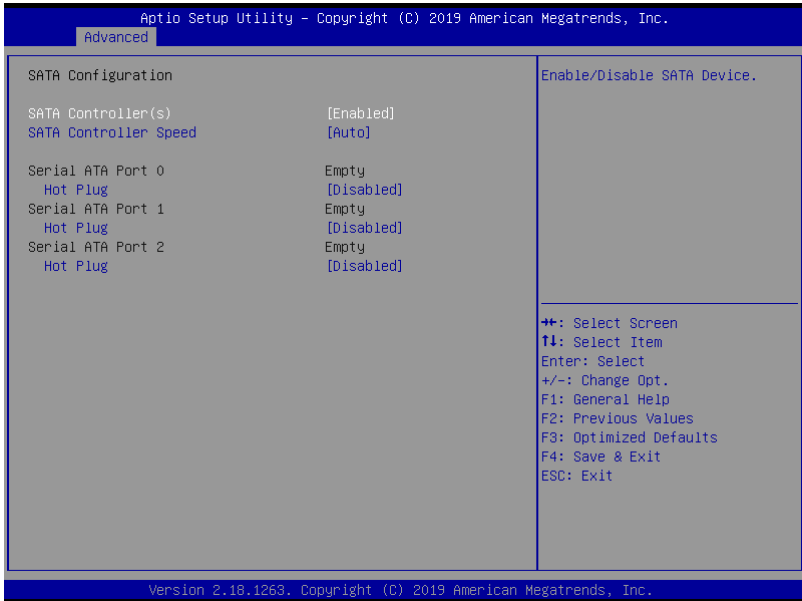 Aptio Setup Utility – Copyright (C) 2019 American Megatrends, Inc.
Advanced
SATA Configuration
SATA Controller(s) [Enabled]
SATA Controller Speed [Auto]
Serial ATA Port 0 Empty
Hot Plug [Disabled]
Serial ATA Port 1 Empty
Hot Plug [Disabled]
Serial ATA Port 2 Empty
Hot Plug [Disabled]
Enable/Disable SATA Device.
→←: Select Screen
↑↓: Select Item
Enter: Select
+/-: Change Opt.
F1: General Help
F2: Previous Values
F3: Optimized Defaults
F4: Save & Exit
ESC: Exit
Version 2.18.1263. Copyright (C) 2019 American Megatrends, Inc.